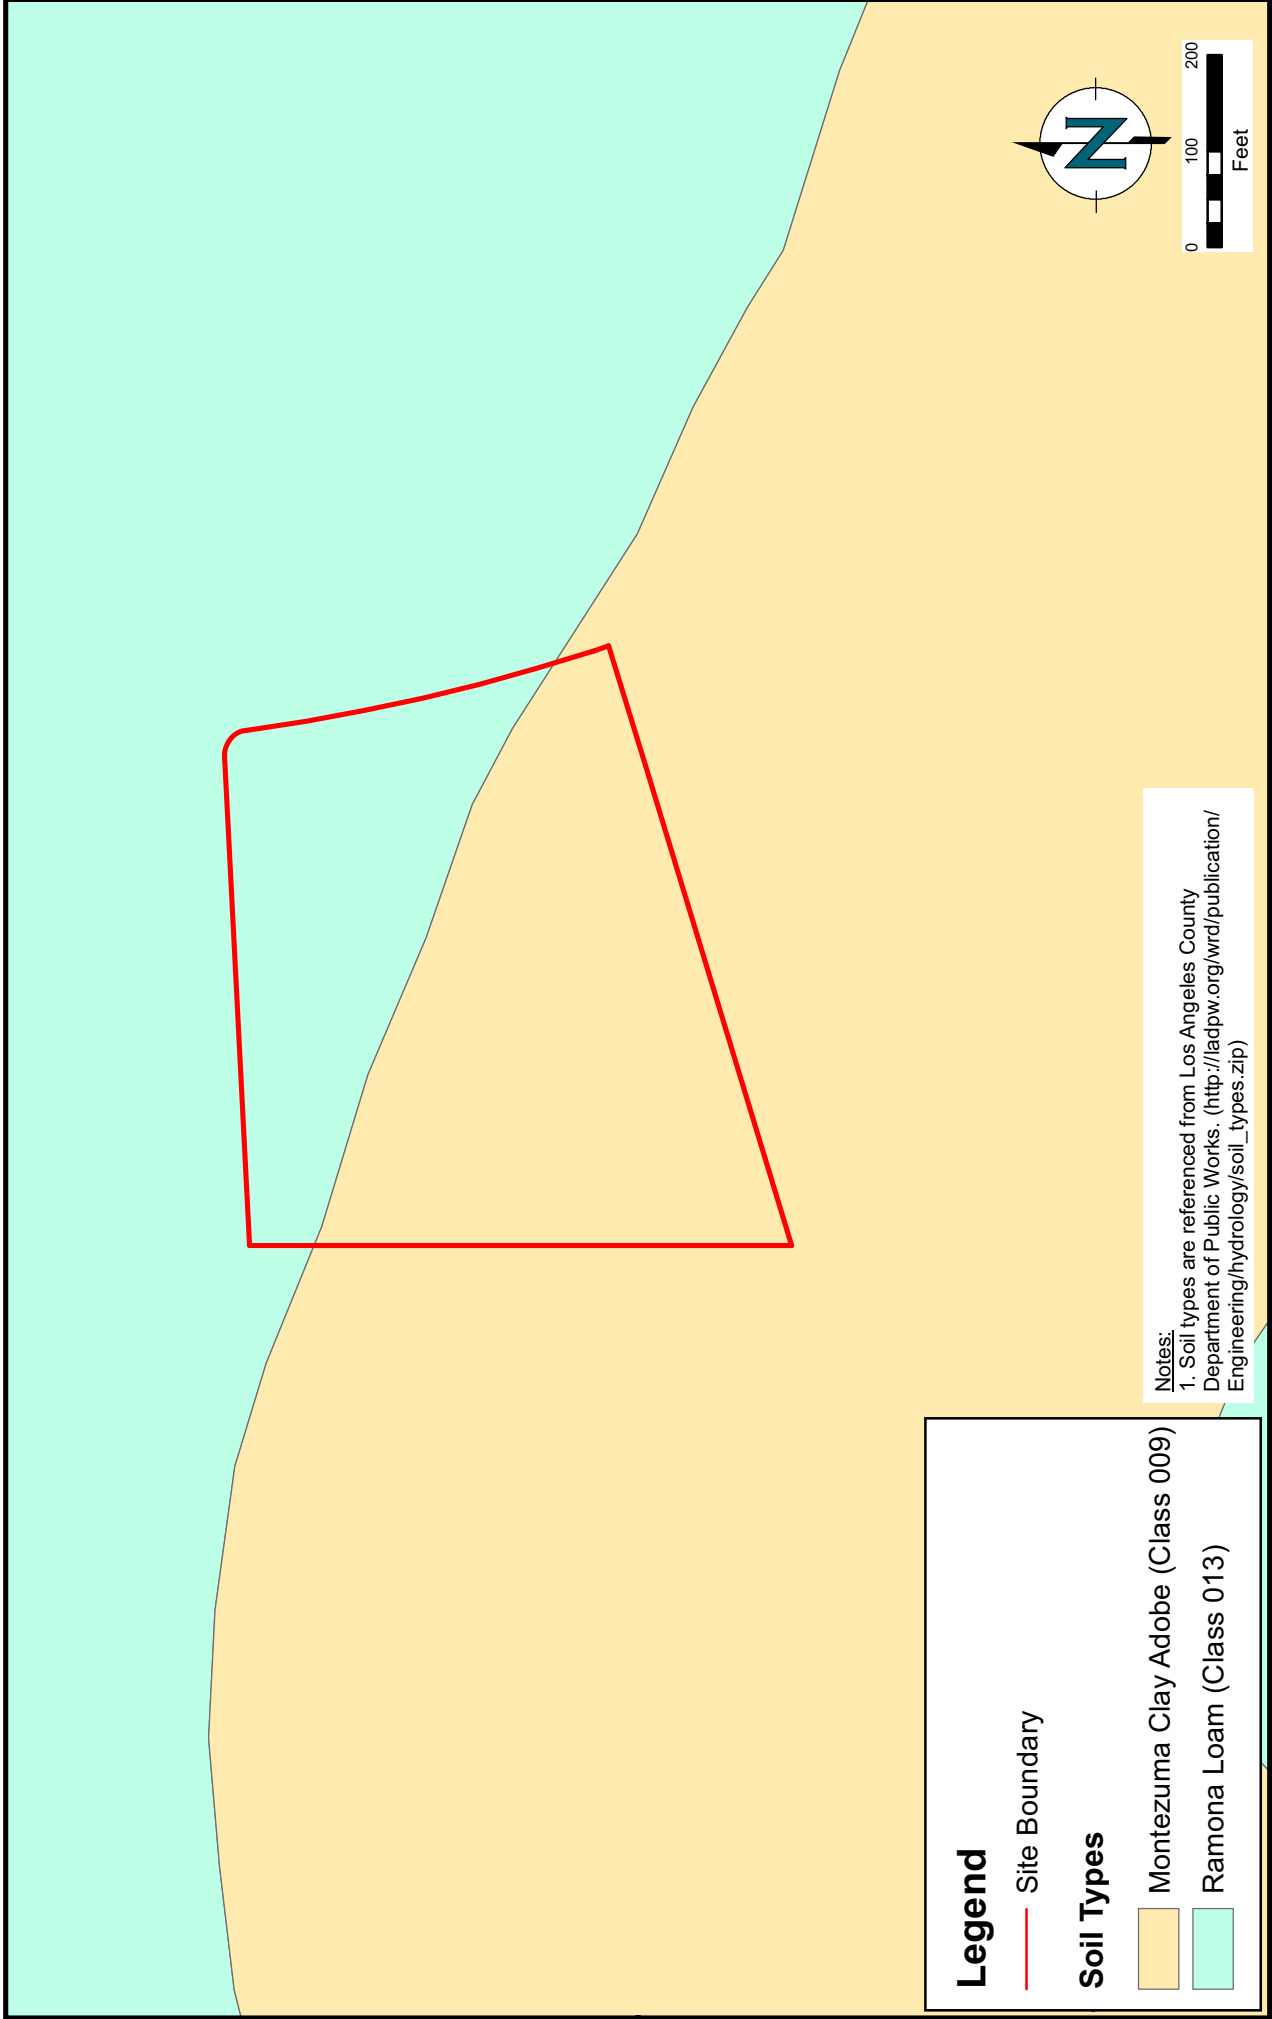 Legend
Site Boundary
Soil Types
Montezuma Clay Adobe (Class 009)
Ramona Loam (Class 013)
Notes:
1. Soil types are referenced from Los Angeles County
Department of Public Works. (http://ladpw.org/wrd/publication/
Engineering/hydrology/soil_types.zip)
N
0 100 200
Feet